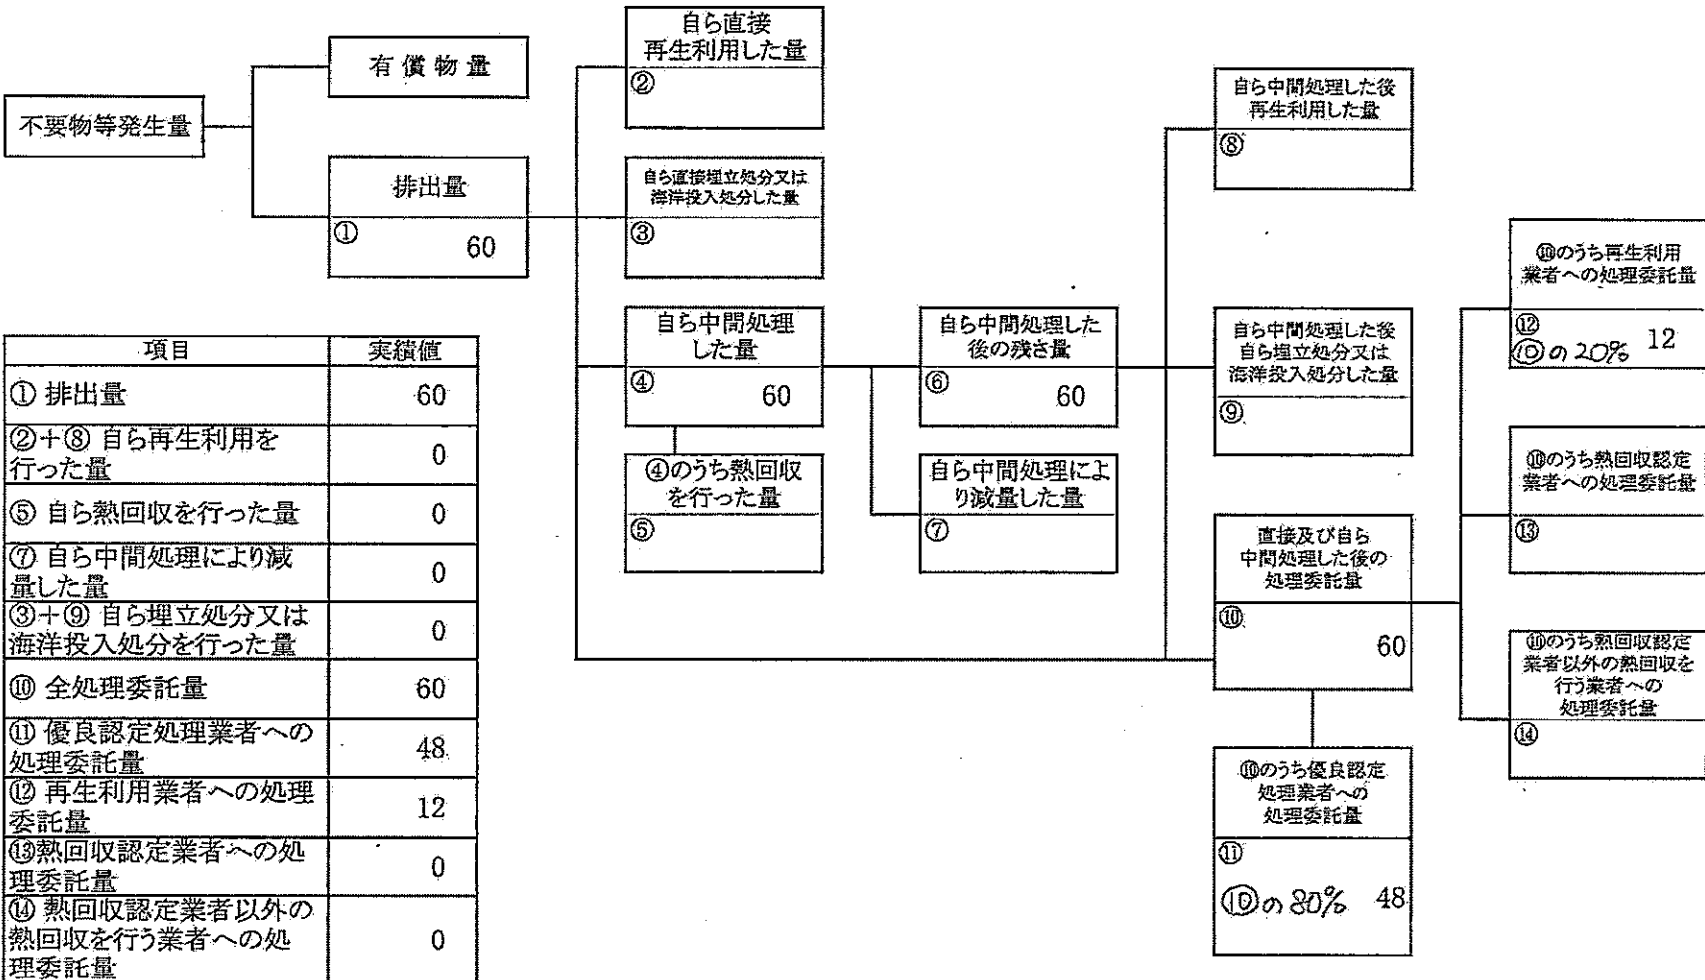 不要物等発生量
有償物量
排出量
①
60
自ら直接
再生利用した量
②
自ら直接埋立処分又は
海洋投入処分した量
③
自ら中間処理
した量
④
60
④のうち熱回収
を行った量
⑤
自ら中間処理した
後の残さ量
⑥
60
自ら中間処理によ
り減量した量
⑦
自ら中間処理した後
再生利用した量
⑧
自ら中間処理した後
自ら埋立処分又は
海洋投入処分した量
⑨
直接及び自ら
中間処理した後の
処理委託量
⑩
60
⑩のうち優良認定
処理業者への
処理委託量
⑪
⑩の80% 48
⑩のうち再生利用
業者への処理委託量
⑫
⑩の20% 12
⑩のうち熱回収認定
業者への処理委託量
⑬
⑩のうち熱回収認定
業者以外の熱回収を
行う業者への
処理委託量
⑭
項目 実績値
① 排出量 60
②+⑧ 自ら再生利用を
行った量 0
⑤ 自ら熱回収を行った量 0
⑦ 自ら中間処理により減
量した量 0
③+⑨ 自ら埋立処分又は
海洋投入処分を行った量 0
⑩ 全処理委託量 60
⑪ 優良認定処理業者への
処理委託量 48
⑫ 再生利用業者への処理
委託量 12
⑬熱回収認定業者への処
理委託量 0
⑭ 熱回収認定業者以外の
熱回収を行う業者への処
理委託量 0